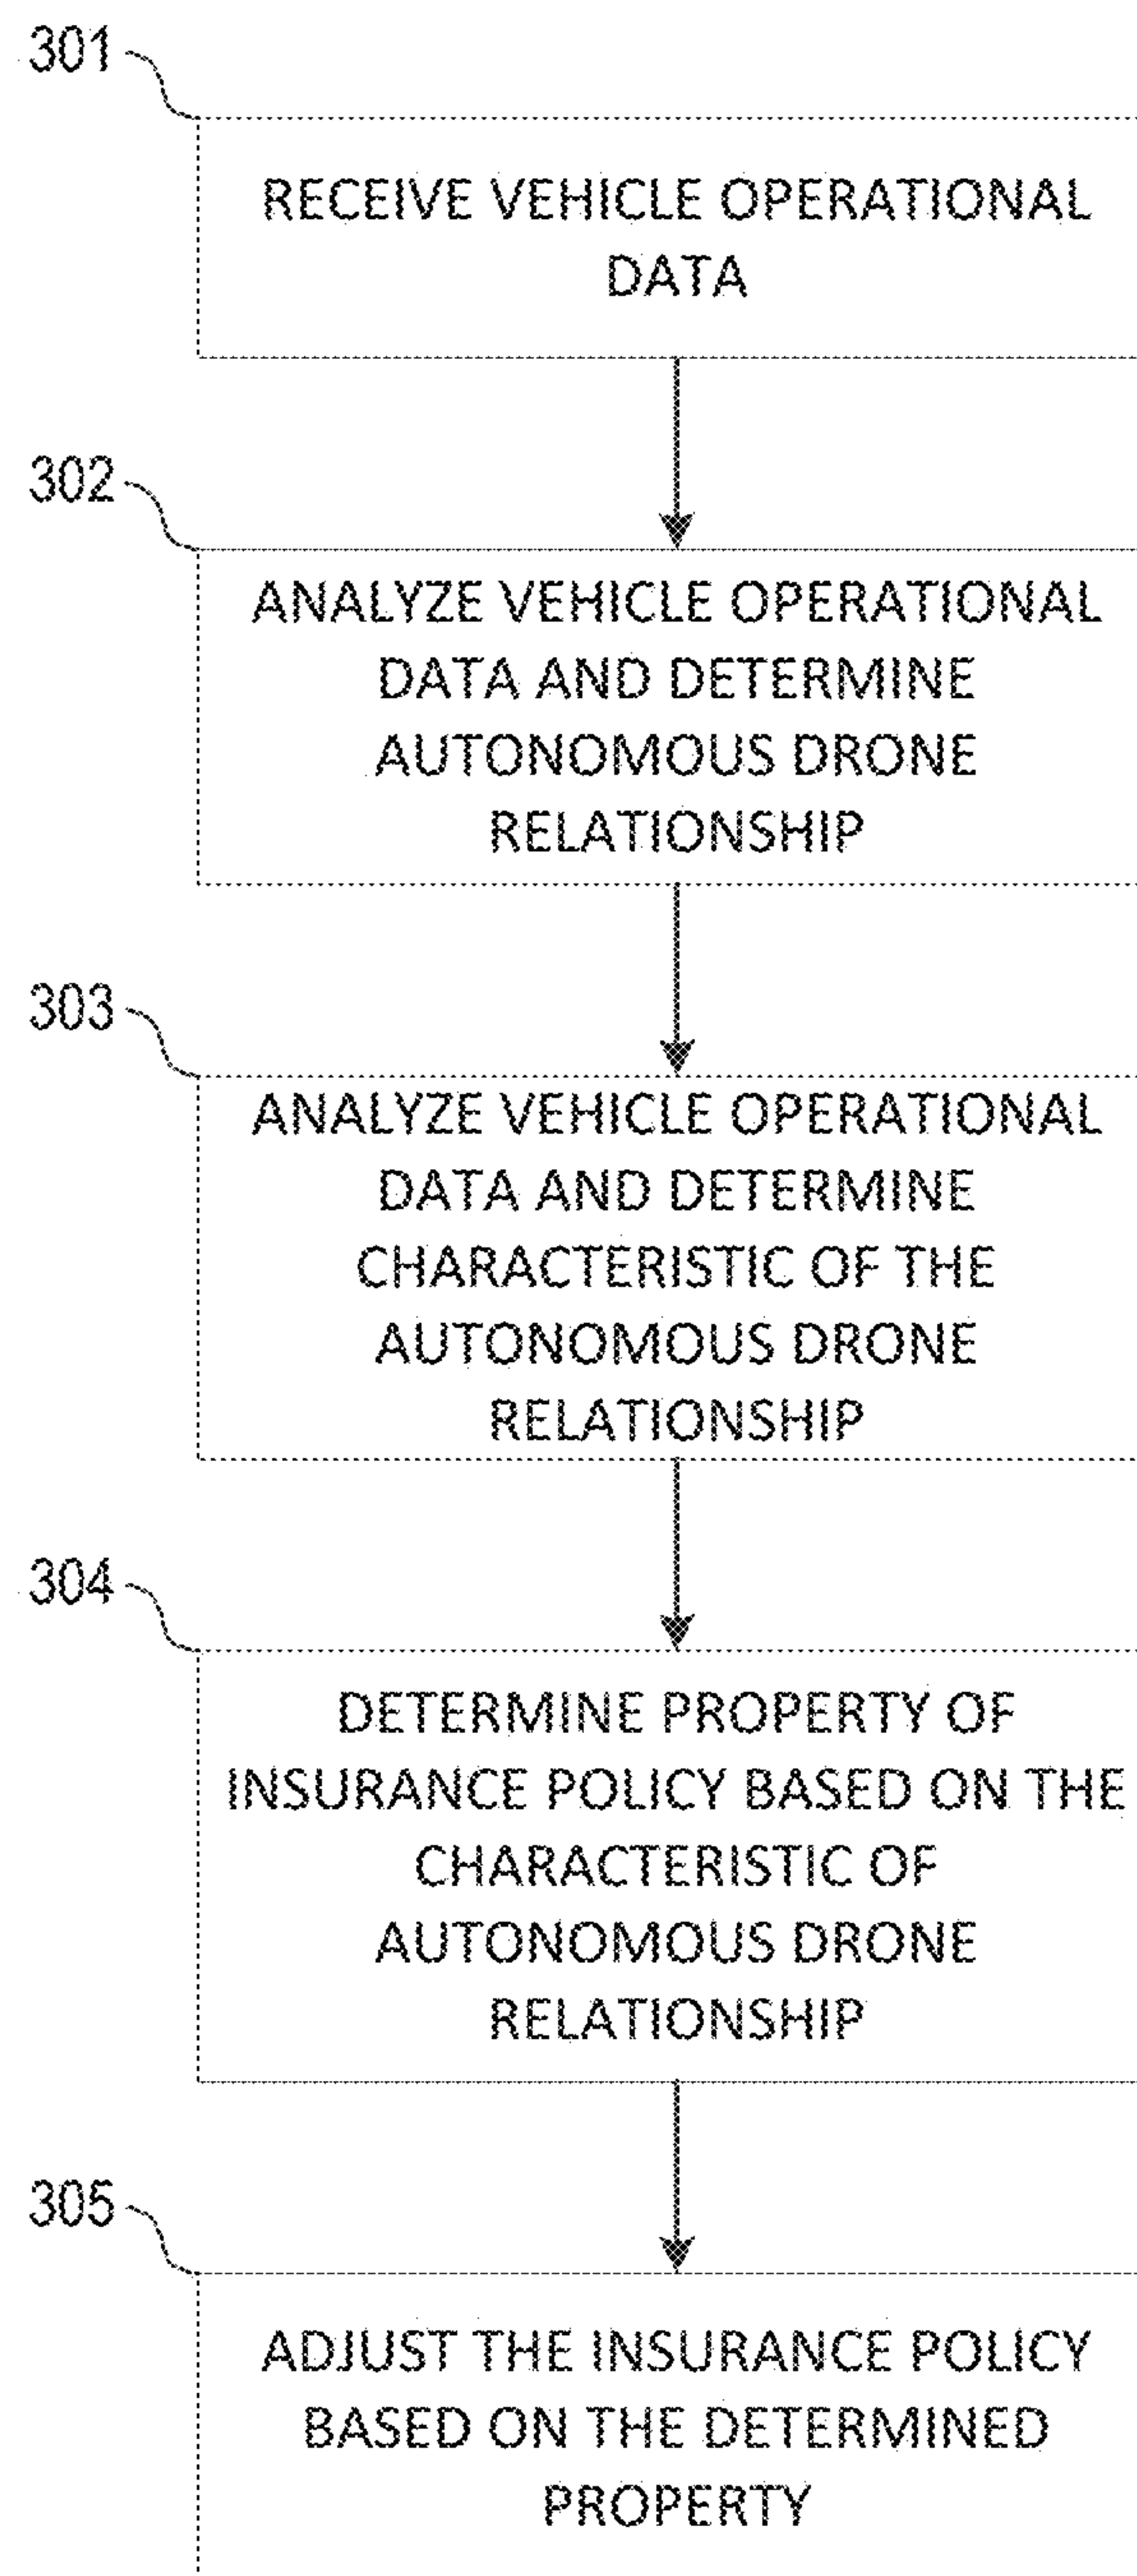 301
RECEIVE VEHICLE OPERATIONAL
DATA
302
ANALYZE VEHICLE OPERATIONAL
DATA AND DETERMINE
AUTONOMOUS DRONE
RELATIONSHIP
303
ANALYZE VEHICLE OPERATIONAL
DATA AND DETERMINE
CHARACTERISTIC OF THE
AUTONOMOUS DRONE
RELATIONSHIP
304
DETERMINE PROPERTY OF
INSURANCE POLICY BASED ON THE
CHARACTERISTIC OF
AUTONOMOUS DRONE
RELATIONSHIP
305
ADJUST THE INSURANCE POLICY
BASED ON THE DETERMINED
PROPERTY